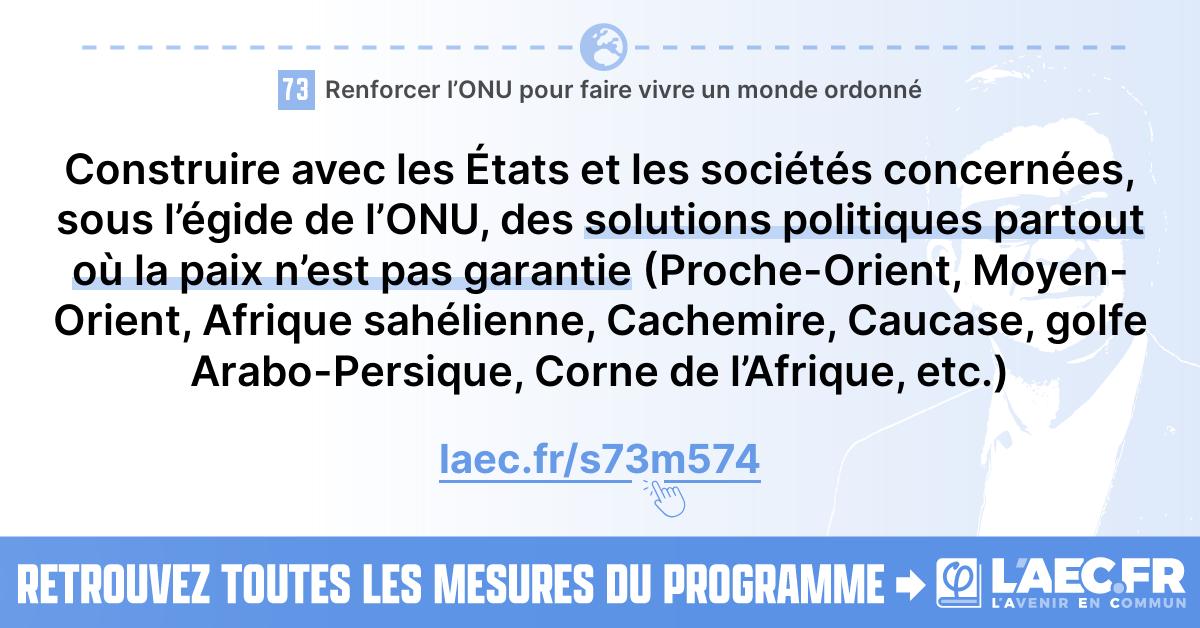 73 Renforcer l’ONU pour faire vivre un monde ordonné
Construire avec les États et les sociétés concernées,
sous l’égide de l’ONU, des solutions politiques partout
où la paix n’est pas garantie (Proche-Orient, Moyen-
Orient, Afrique sahélienne, Cachemire, Caucase, golfe
Arabo-Persique, Corne de l’Afrique, etc.)
laec.fr/s73m574
RETROUVEZ TOUTES LES MESURES DU PROGRAMME
L'AEC.FR
L'AVENIR EN COMMUN